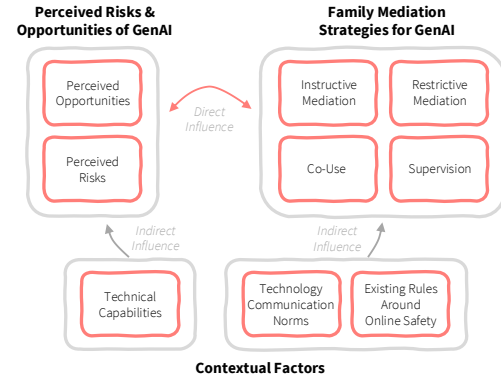 Perceived Risks &
Opportunities of GenAI
Family Mediation
Strategies for GenAI
Perceived
Opportunities
Perceived
Risks
Direct
Influence
Instructive
Mediation
Restrictive
Mediation
Co-Use
Supervision
Indirect
Influence
Indirect
Influence
Technical
Capabilities
Technology
Communication
Norms
Existing Rules
Around
Online Safety
Contextual Factors